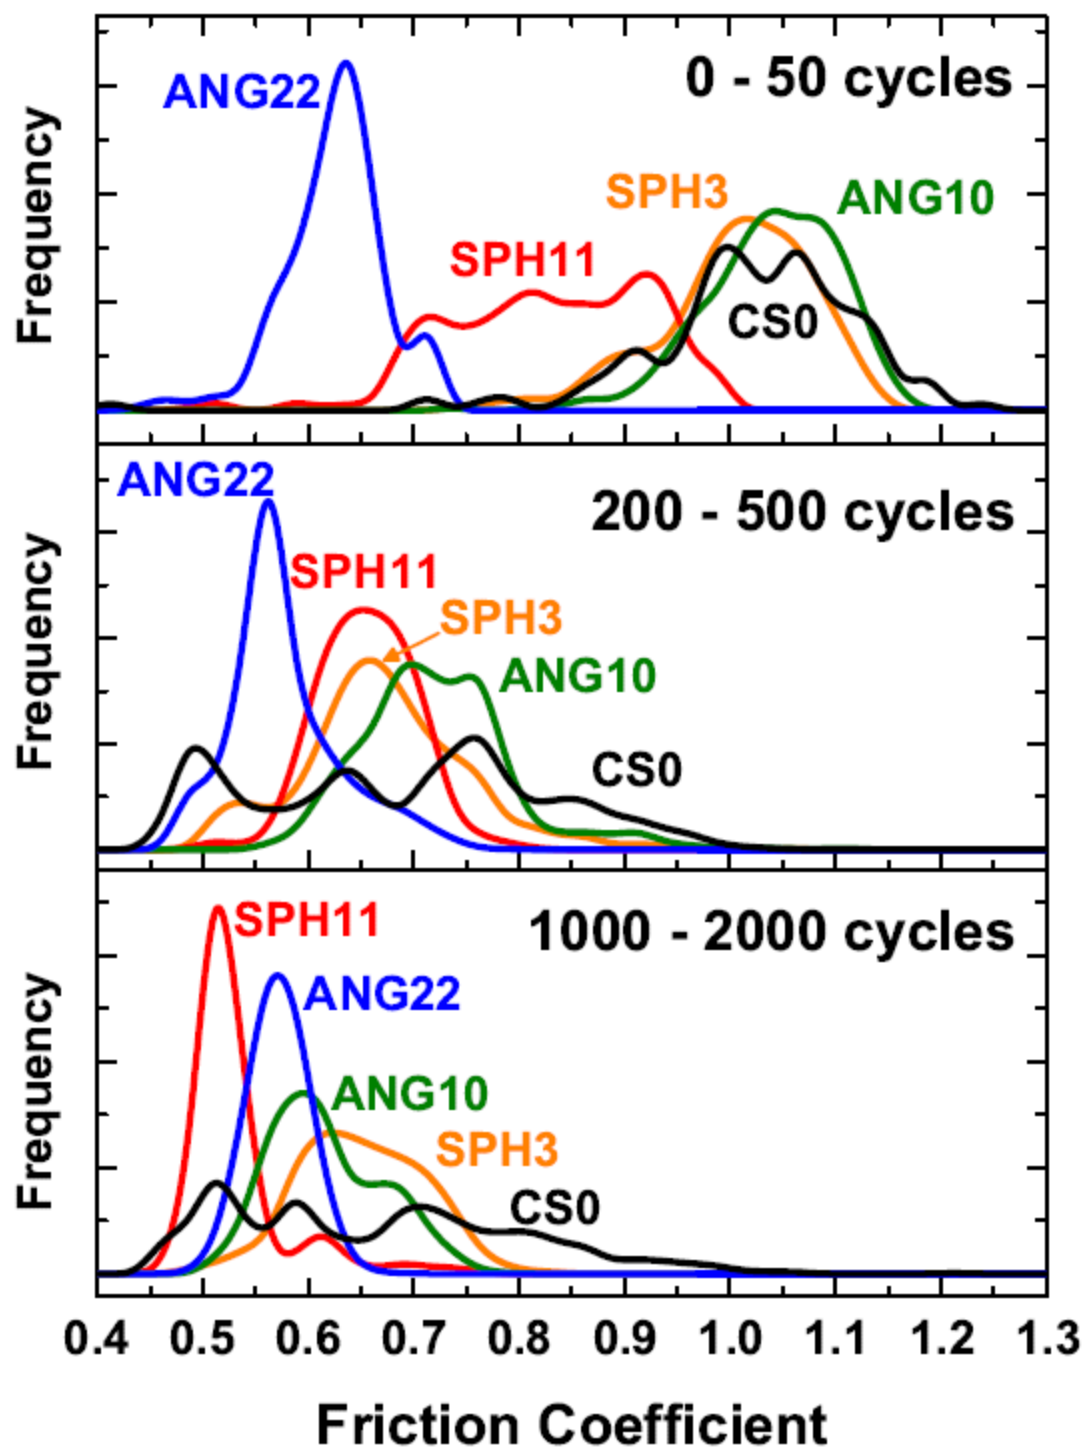 0 - 50 cycles
ANG22
SPH3
ANG10
SPH11
CS0
Frequency
200 - 500 cycles
ANG22
SPH11
SPH3
ANG10
CS0
Frequency
1000 - 2000 cycles
SPH11
ANG22
ANG10
SPH3
CS0
Frequency
0.4 0.5 0.6 0.7 0.8 0.9 1.0 1.1 1.2 1.3
Friction Coefficient